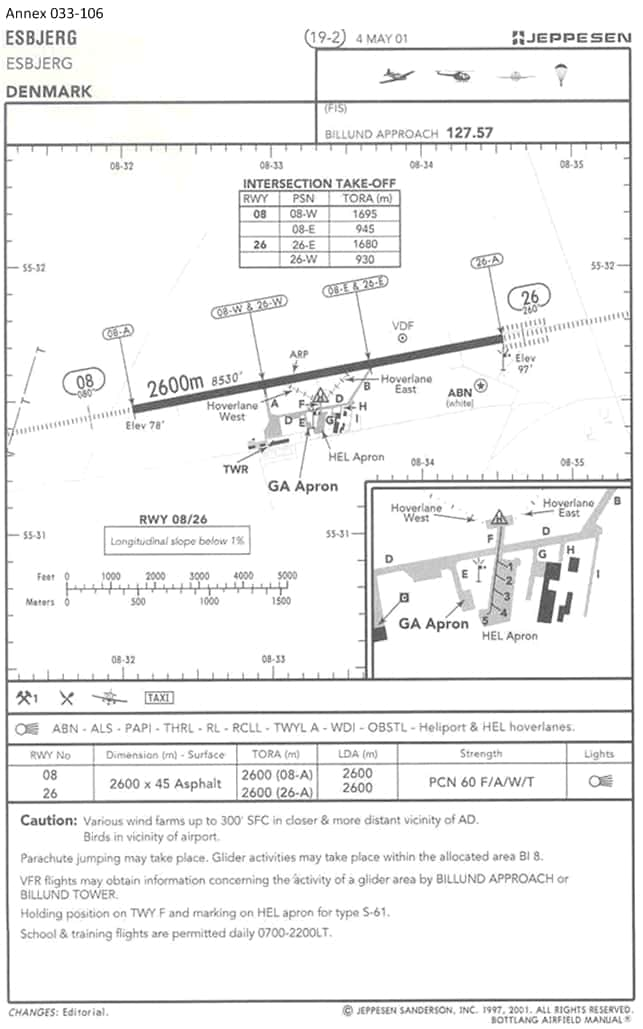 Annex 033-106
ESBJERG
ESBJERG
DENMARK
19-2 4 MAY 01
JEPPESEN
(FIS)
BILLUND APPROACH 127.57
08-32 08-33 08-34 08-35
INTERSECTION TAKE-OFF
RWY PSN TORA (m)
08 08-W 1695
08-E 945
26 26-E 1680
26-W 930
55-32 55-32
26-A
08-E & 26-E
08-W & 26-W
08-A
26
260°
VDF
ARP
Elev
97'
08
080°
2600m 8530'
Hoverlane
East
B
ABN
(white)
Hoverlane
West
A F H D H
D E G I
Elev 78'
TWR
HEL Apron
GA Apron
08-34 08-35
RWY 08/26
Longitudinal slope below 1%
55-31 55-31
Feet 0 1000 2000 3000 4000 5000
Meters 0 500 1000 1500
08-32 08-33
Hoverlane
West
H
Hoverlane
East
B
F D
D G H
E 1 I
2
3
C 4
5
GA Apron
HEL Apron
1 TAXI
ABN - ALS - PAPI - THRL - RL - RCLL - TWYL A - WDI - OBSTL - Heliport & HEL hoverlanes.
RWY No Dimension (m) - Surface TORA (m) LDA (m) Strength Lights
08 2600 x 45 Asphalt 2600 (08-A) 2600 PCN 60 F/A/W/T
26 2600 (26-A) 2600
Caution: Various wind farms up to 300' SFC in closer & more distant vicinity of AD.
Birds in vicinity of airport.
Parachute jumping may take place. Glider activities may take place within the allocated area BI 8.
VFR flights may obtain information concerning the activity of a glider area by BILLUND APPROACH or
BILLUND TOWER.
Holding position on TWY F and marking on HEL apron for type S-61.
School & training flights are permitted daily 0700-2200LT.
CHANGES: Editorial.
© JEPPESEN SANDERSON, INC. 1997, 2001. ALL RIGHTS RESERVED.
BOTTLANG AIRFIELD MANUAL®